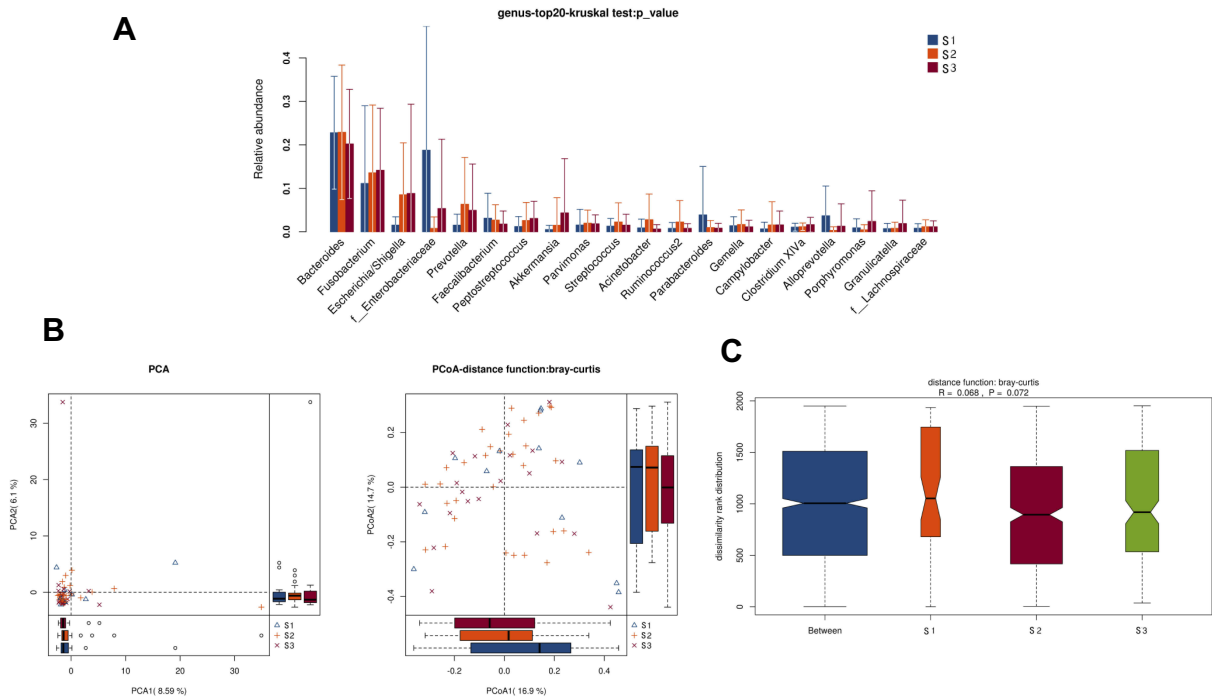 A
genus-top20-kruskal test:p_value
S1
S2
S3
Relative abundance
0.4
0.3
0.2
0.1
0.0
Bacteroides
Fusobacterium
Escherichia/Shigella
f__Enterobacteriaceae
Prevotella
Faecalibacterium
Peptostreptococcus
Akkermansia
Parvimonas
Streptococcus
Acinetobacter
Ruminococcus2
Parabacteroides
Gemella
Campylobacter
Clostridium XIVa
Alloprevotella
Porphyromonas
Granulicatella
f__Lachnospiraceae
B
PCA
PCA2( 6.1 %)
30
20
10
0
S1
S2
S3
0 10 20 30
PCA1( 8.59 %)
PCoA-distance function:bray-curtis
PCoA2( 14.7 %)
0.2
0.0
-0.2
-0.4
S1
S2
S3
-0.2 0.0 0.2 0.4
PCoA1( 16.9 %)
C
distance function: bray-curtis
R = 0.068 , P = 0.072
dissimilarity rank distribution
2000
1500
1000
500
0
Between S 1 S 2 S 3